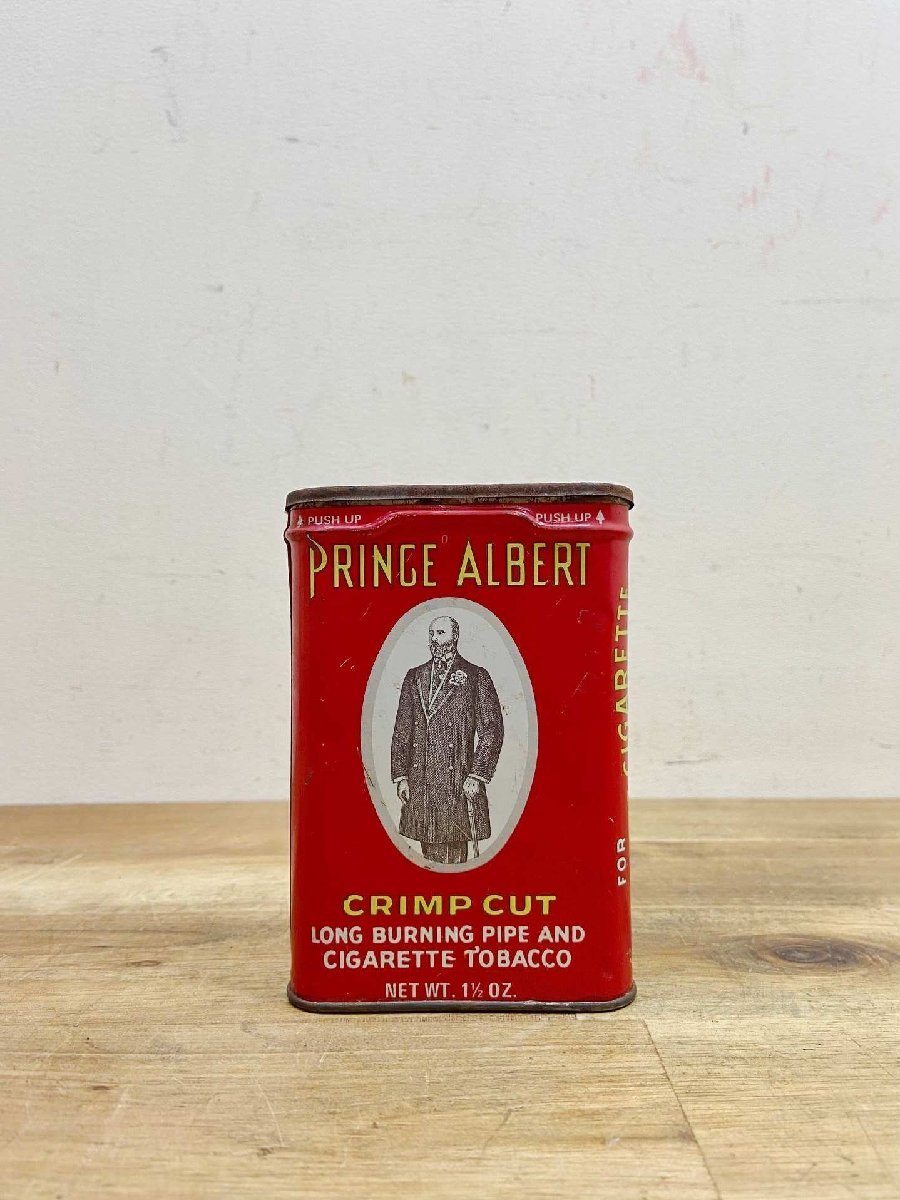 PUSH UP PUSH UP
PRINCE ALBERT
CRIMP CUT
LONG BURNING PIPE AND
CIGARETTE TOBACCO
NET WT. 1½ OZ.
FOR
CIGARETTE